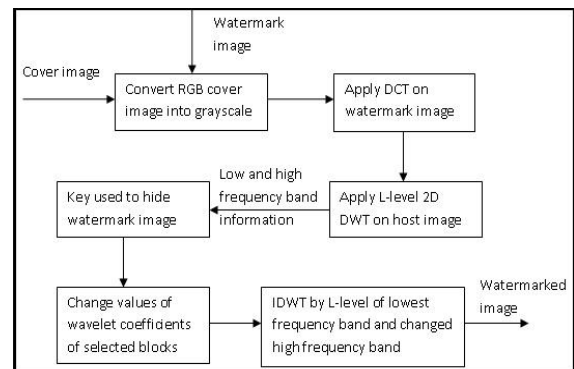 Watermark
image
Cover image
Convert RGB cover
image into grayscale
Apply DCT on
watermark image
Low and high
frequency band
information
Apply L-level 2D
DWT on host image
Key used to hide
watermark image
Change values of
wavelet coefficients
of selected blocks
IDWT by L-level of lowest
frequency band and changed
high frequency band
Watermarked
image